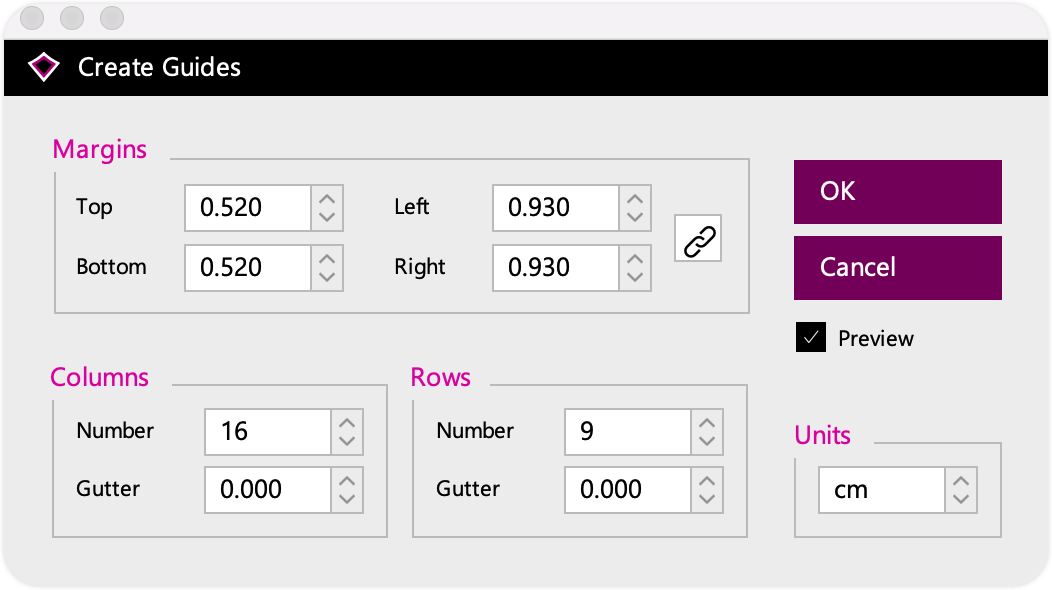 Create Guides
Margins
Top 0.520 Left 0.930
Bottom 0.520 Right 0.930
OK
Cancel
Preview
Columns
Number 16
Gutter 0.000
Rows
Number 9
Gutter 0.000
Units
cm